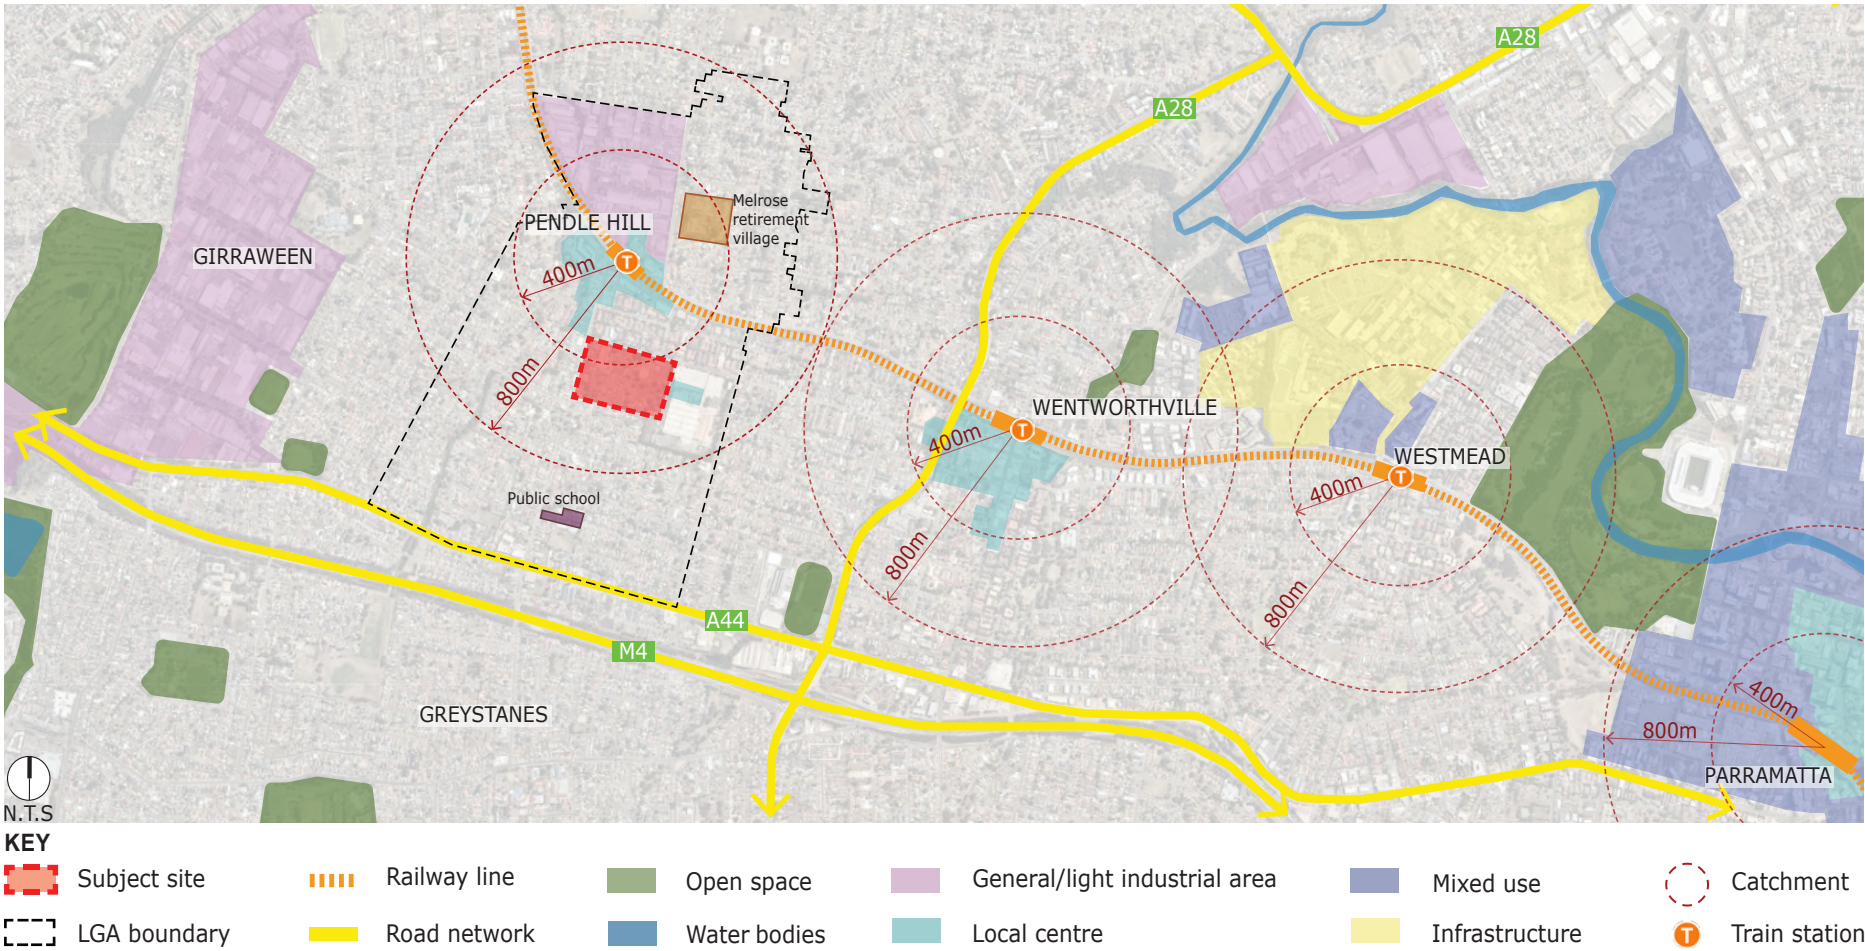 A28
A28
Melrose
retirement
village
PENDLE HILL
GIRRAWEEN
400m
800m
WENTWORTHVILLE
400m
800m
WESTMEAD
400m
800m
Public school
A44
M4
GREYSTANES
400m
800m
PARRAMATTA
N.T.S
KEY
Subject site
Railway line
Open space
General/light industrial area
Mixed use
Catchment
LGA boundary
Road network
Water bodies
Local centre
Infrastructure
T Train station